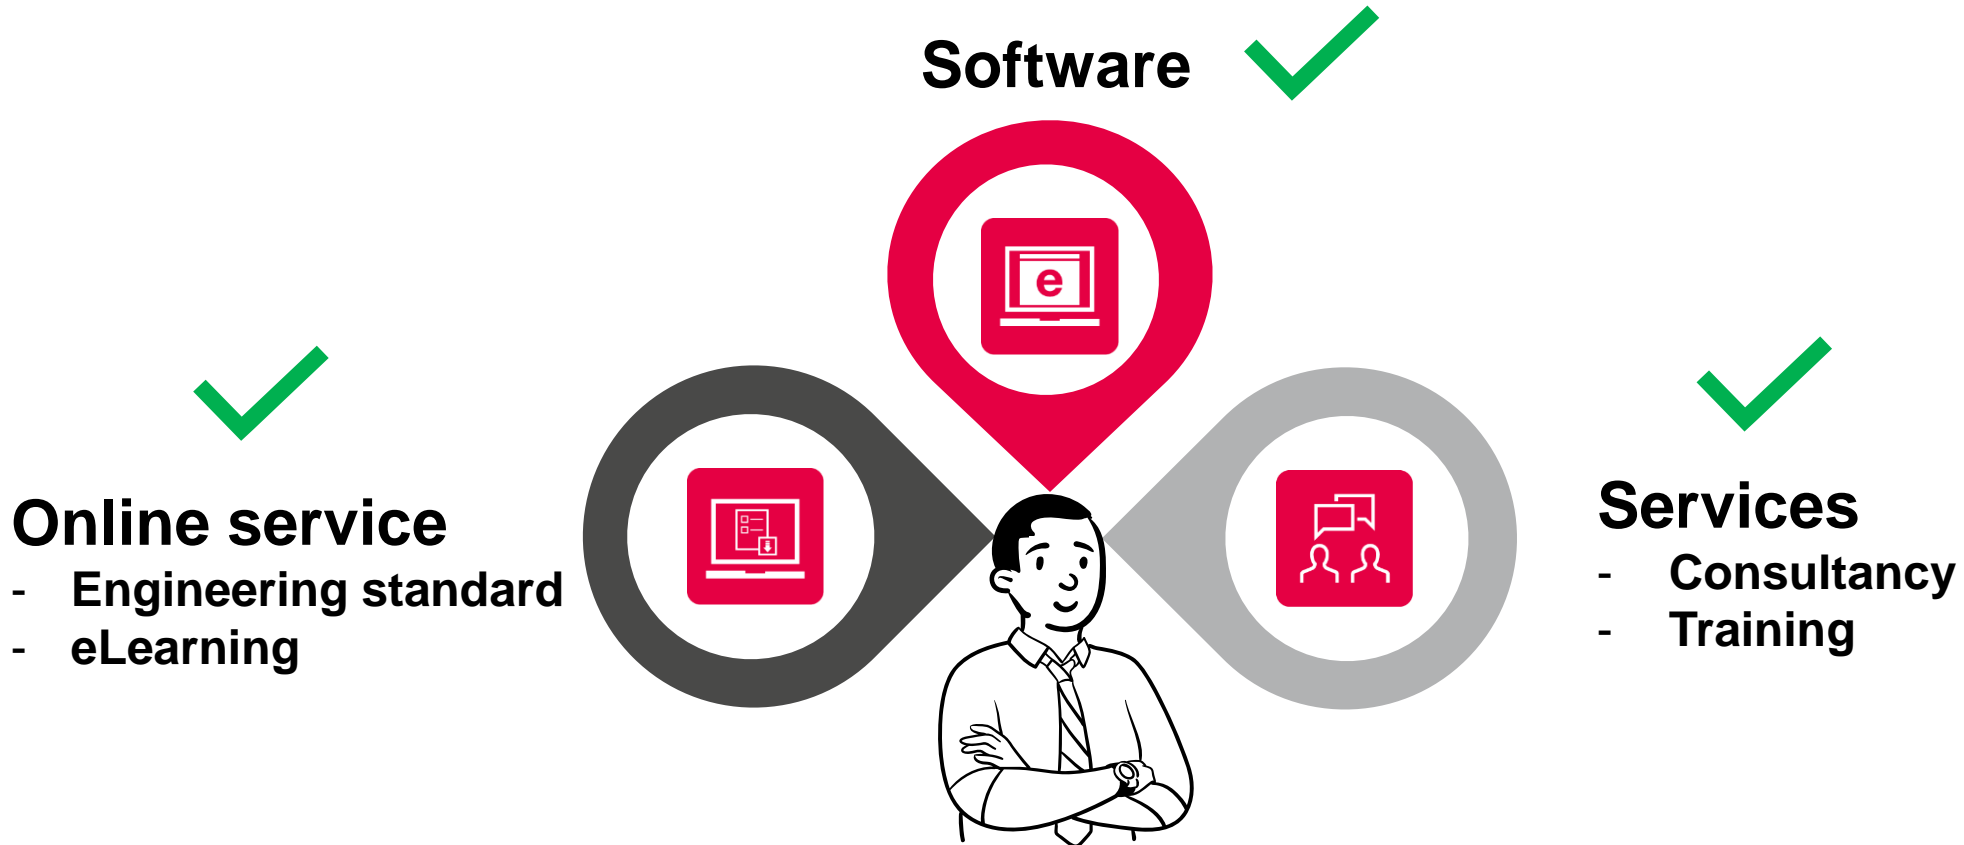 Software
e
Online service
- Engineering standard
- eLearning
Services
- Consultancy
- Training